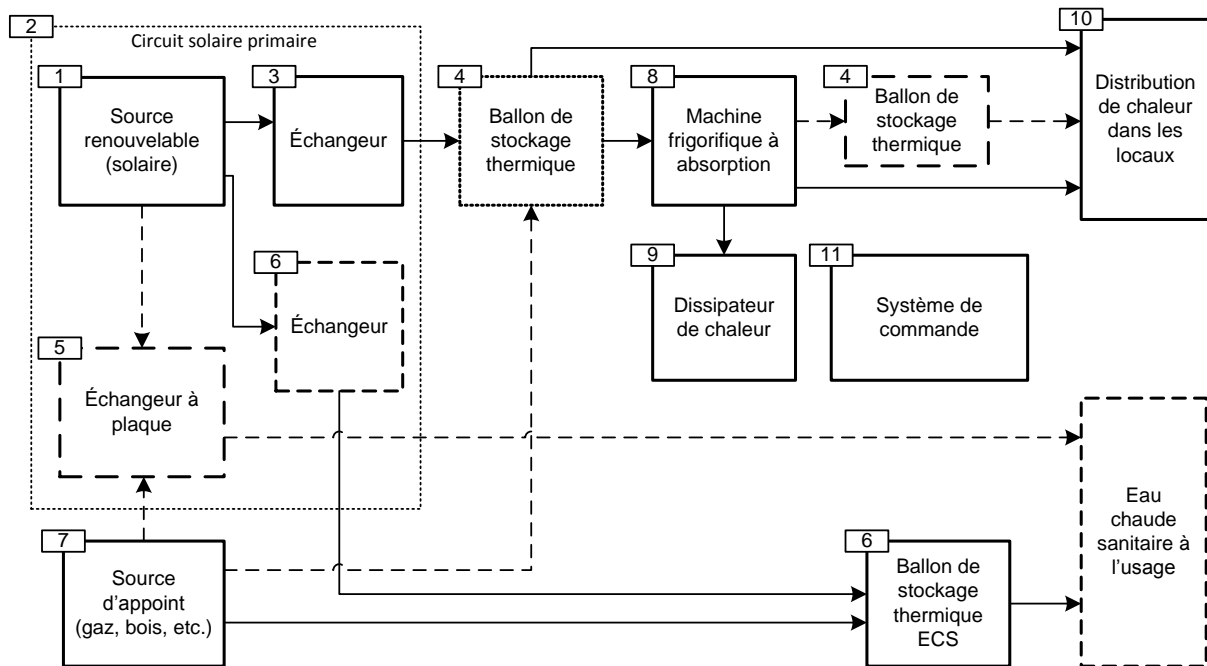 2
Circuit solaire primaire
1
Source
renouvelable
(solaire)
3
Échangeur
4
Ballon de
stockage
thermique
8
Machine
frigorifique à
absorption
4
Ballon de
stockage
thermique
10
Distribution
de chaleur
dans les
locaux
6
Échangeur
9
Dissipateur
de chaleur
11
Système de
commande
5
Échangeur à
plaque
7
Source
d'appoint
(gaz, bois, etc.)
6
Ballon de
stockage
thermique
ECS
Eau
chaude
sanitaire à
l'usage